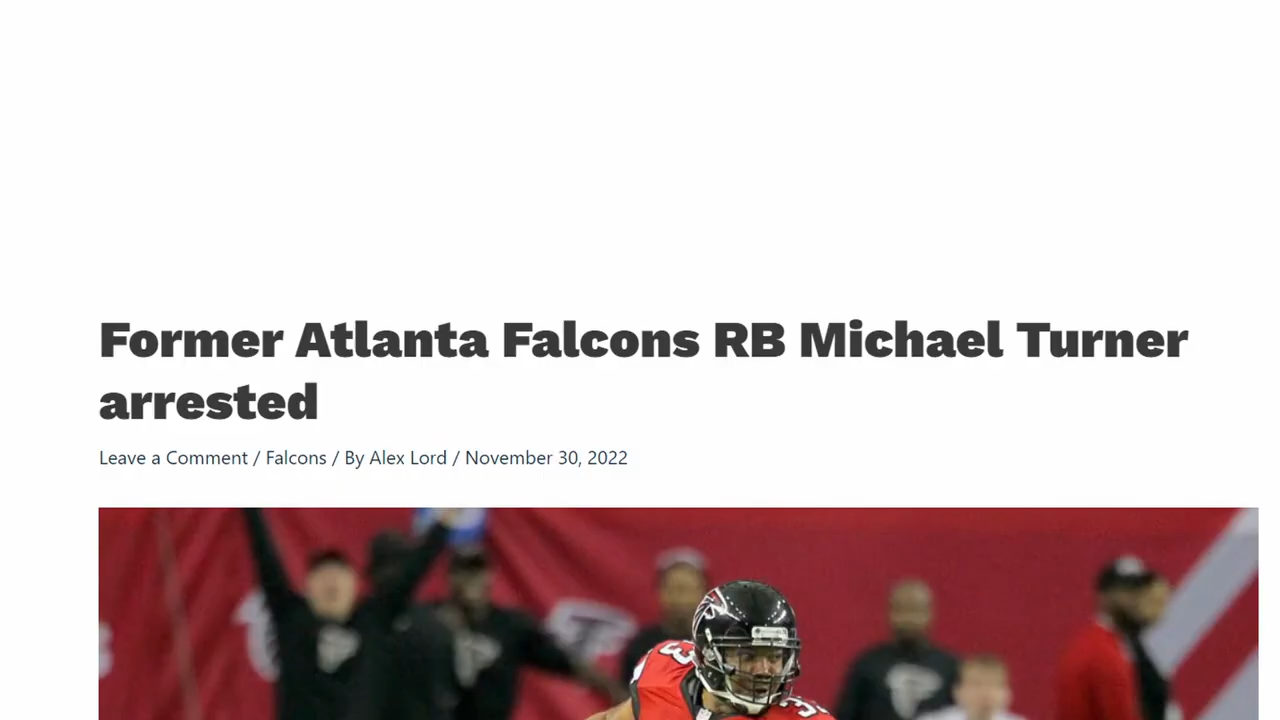 Former Atlanta Falcons RB Michael Turner
arrested
Leave a Comment / Falcons / By Alex Lord / November 30, 2022